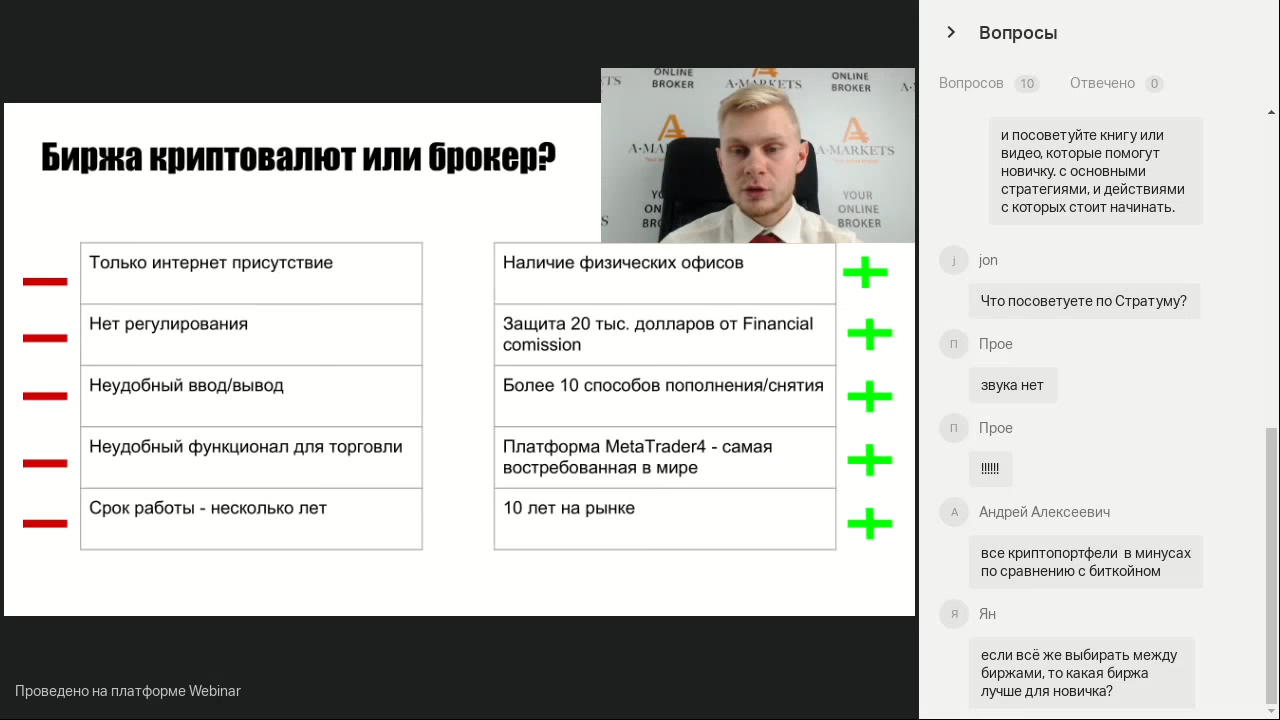 Биржа криптовалют или брокер?
Только интернет присутствие
Нет регулирования
Неудобный ввод/вывод
Неудобный функционал для торговли
Срок работы - несколько лет
Наличие физических офисов
Защита 20 тыс. долларов от Financial
comission
Более 10 способов пополнения/снятия
Платформа MetaTrader4 - самая
востребованная в мире
10 лет на рынке
ONLINE
BROKER
A·MARKETS
ONLINE
BROKER
A·MARKETS
A·MARKETS
YOUR
ONLINE
BROKER
Проведено на платформе Webinar
Вопросы
Вопросов 10 Отвечено 0
и посоветуйте книгу или
видео, которые помогут
новичку. с основными
стратегиями, и действиями
с которых стоит начинать.
j jon
Что посоветуете по Стратуму?
П Прое
звука нет
П Прое
!!!!!!
А Андрей Алексеевич
все криптопортфели в минусах
по сравнению с биткойном
Я Ян
если всё же выбирать между
биржами, то какая биржа
лучше для новичка?